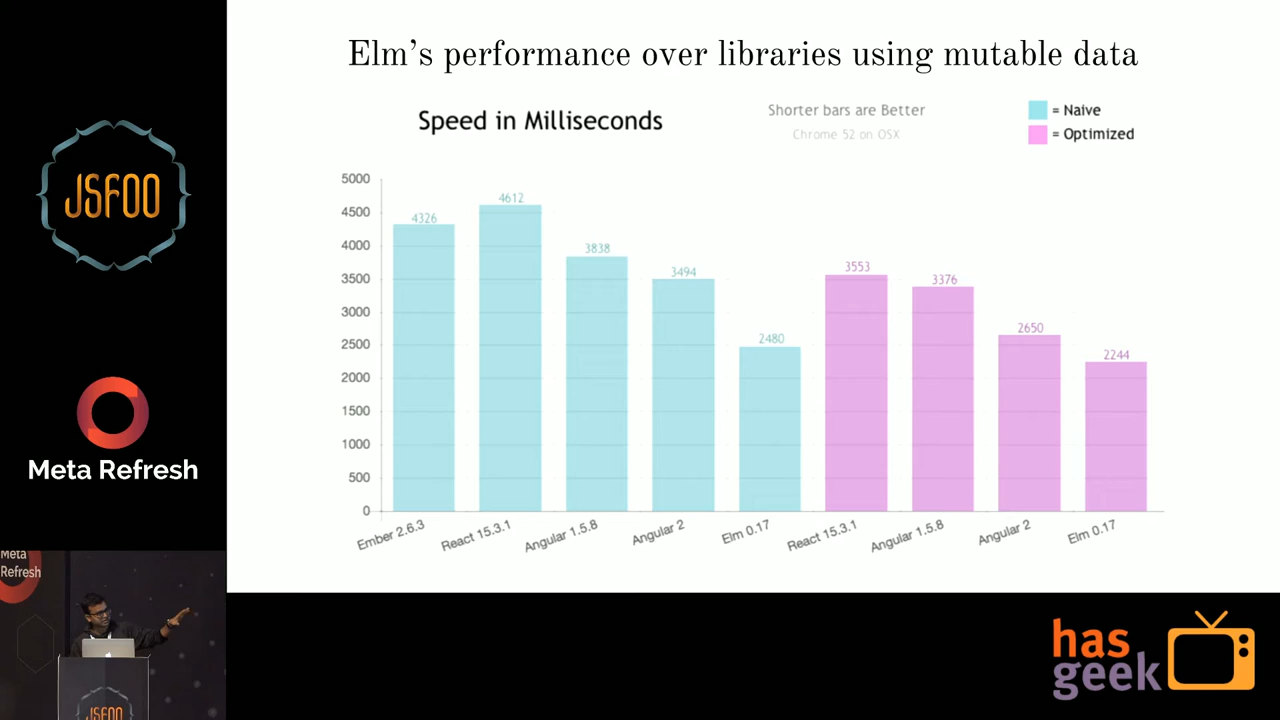 Elm's performance over libraries using mutable data
Speed in Milliseconds
Shorter bars are Better
Chrome 52 on OSX
= Naive
= Optimized
5000
4500
4000
3500
3000
2500
2000
1500
1000
500
0
4326
4612
3838
3494
2480
3553
3376
2650
2244
Ember 2.6.3
React 15.3.1
Angular 1.5.8
Angular 2
Elm 0.17
React 15.3.1
Angular 1.5.8
Angular 2
Elm 0.17
JSFOO
Meta Refresh
Meta
Refresh
JSFOO
has
geek